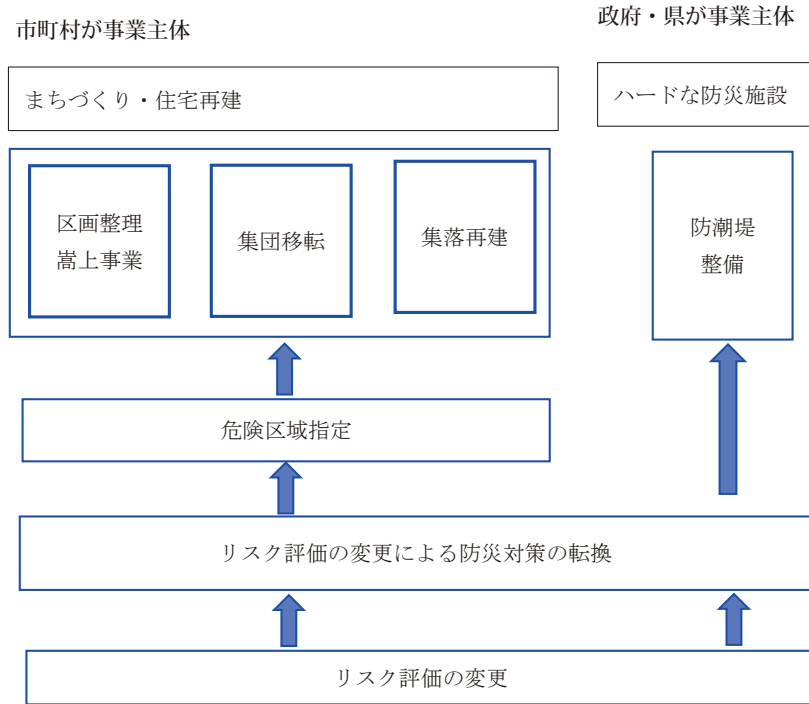 市町村が事業主体
政府・県が事業主体
まちづくり・住宅再建
ハードな防災施設
区画整理
嵩上事業
集団移転
集落再建
防潮堤
整備
危険区域指定
リスク評価の変更による防災対策の転換
リスク評価の変更